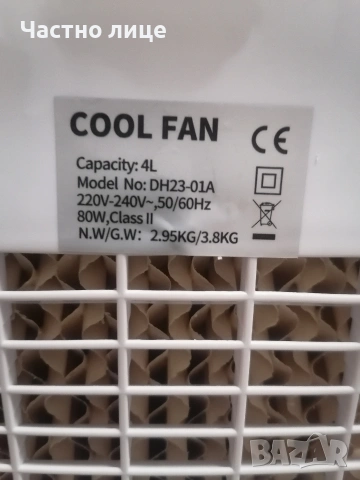 Частно лице
COOL FAN
CE
Capacity: 4L
Model No: DH23-01A
220V-240V~,50/60Hz
80W,Class II
N.W/G.W: 2.95KG/3.8KG
BAZAR